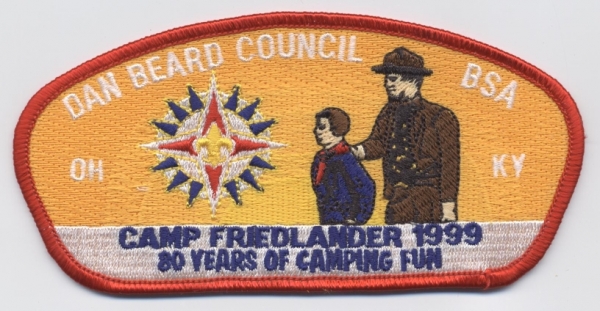 DAN BEARD COUNCIL BSA
OH KY
CAMP FRIEDLANDER 1999
80 YEARS OF CAMPING FUN